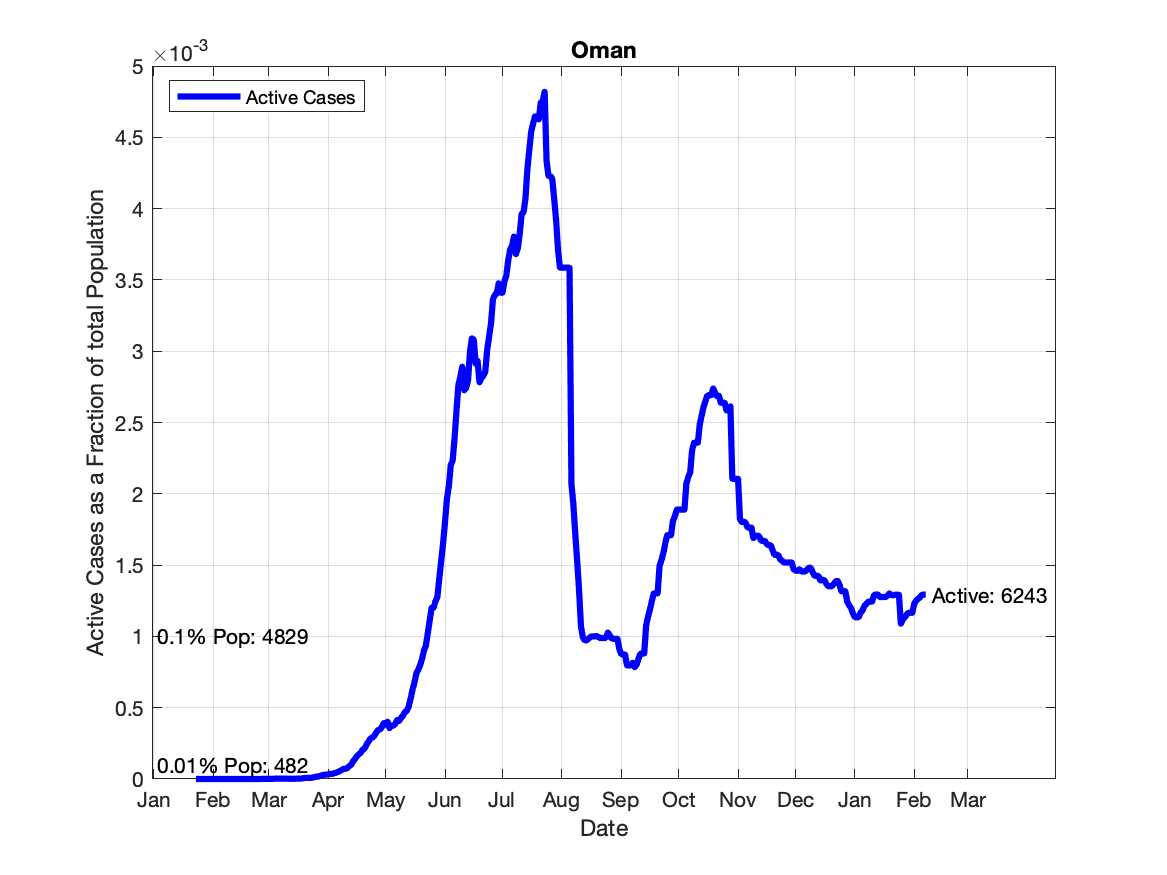 Oman
×10-3
Active Cases
5
4.5
4
3.5
3
2.5
2
1.5
1
0.5
0
Active Cases as a Fraction of total Population
0.1% Pop: 4829
0.01% Pop: 482
Active: 6243
Jan Feb Mar Apr May Jun Jul Aug Sep Oct Nov Dec Jan Feb Mar
Date